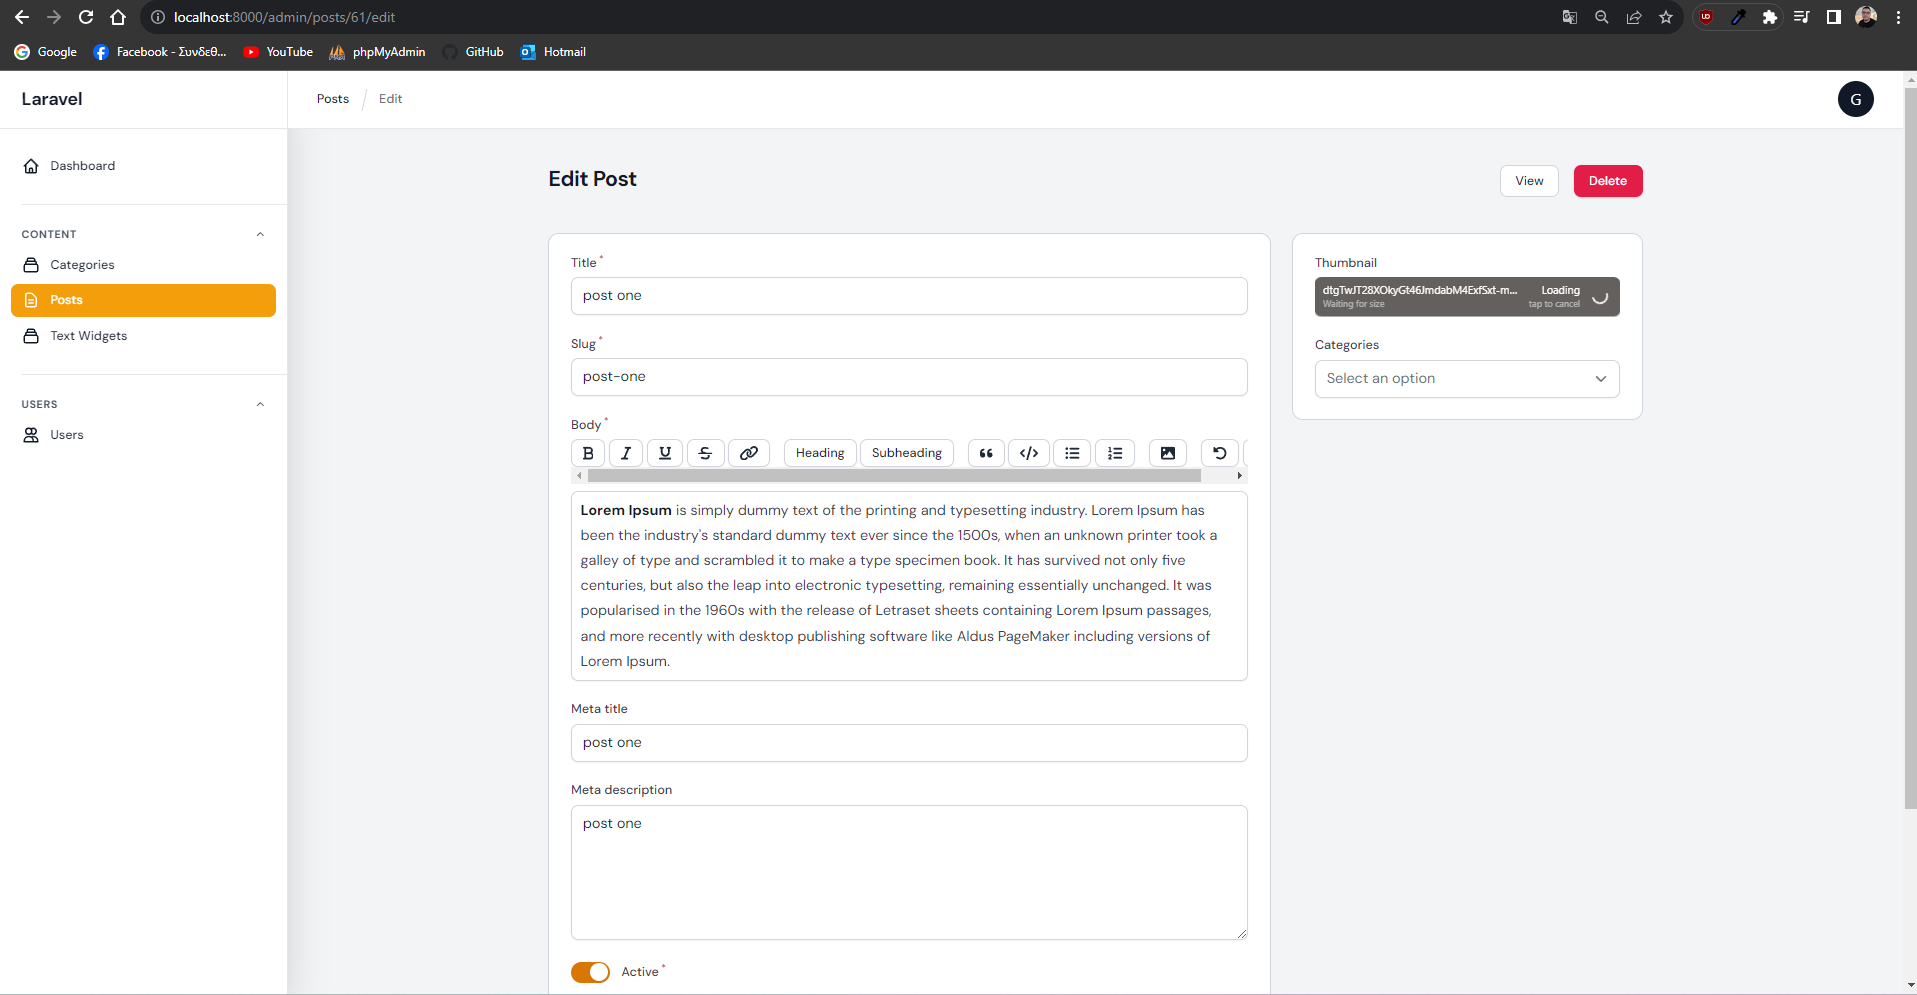 localhost:8000/admin/posts/61/edit
Google
Facebook - Συνδεθ...
YouTube
phpMyAdmin
GitHub
Hotmail
Laravel
Posts / Edit
G
Dashboard
CONTENT
Categories
Posts
Text Widgets
USERS
Users
Edit Post
View
Delete
Title*
post one
Slug*
post-one
Body*
B I U S Heading Subheading “ </>
Lorem Ipsum is simply dummy text of the printing and typesetting industry. Lorem Ipsum has
been the industry's standard dummy text ever since the 1500s, when an unknown printer took a
galley of type and scrambled it to make a type specimen book. It has survived not only five
centuries, but also the leap into electronic typesetting, remaining essentially unchanged. It was
popularised in the 1960s with the release of Letraset sheets containing Lorem Ipsum passages,
and more recently with desktop publishing software like Aldus PageMaker including versions of
Lorem Ipsum.
Meta title
post one
Meta description
post one
Active*
Thumbnail
dtgTwJT28XOkyGt46JmdabM4ExfSxt-m... Loading
Waiting for size tap to cancel
Categories
Select an option